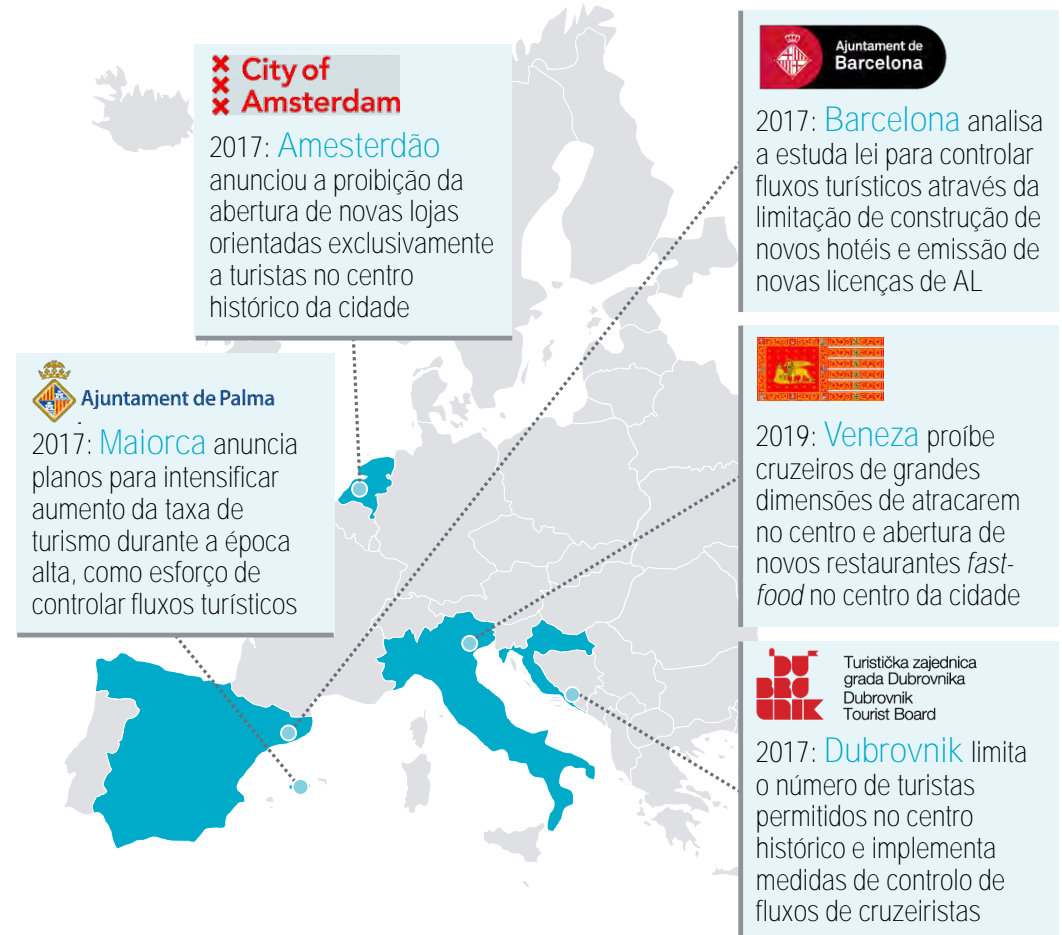 City of
Amsterdam
2017: Amesterdão
anunciou a proibição da
abertura de novas lojas
orientadas exclusivamente
a turistas no centro
histórico da cidade
Ajuntament de Palma
2017: Maiorca anuncia
planos para intensificar
aumento da taxa de
turismo durante a época
alta, como esforço de
controlar fluxos turísticos
Ajuntament de
Barcelona
2017: Barcelona analisa
a estuda lei para controlar
fluxos turísticos através da
limitação de construção de
novos hotéis e emissão de
novas licenças de AL
2019: Veneza proíbe
cruzeiros de grandes
dimensões de atracarem
no centro e abertura de
novos restaurantes fast-
food no centro da cidade
DU
BRO
VNIK
Turistička zajednica
grada Dubrovnika
Dubrovnik
Tourist Board
2017: Dubrovnik limita
o número de turistas
permitidos no centro
histórico e implementa
medidas de controlo de
fluxos de cruzeiristas